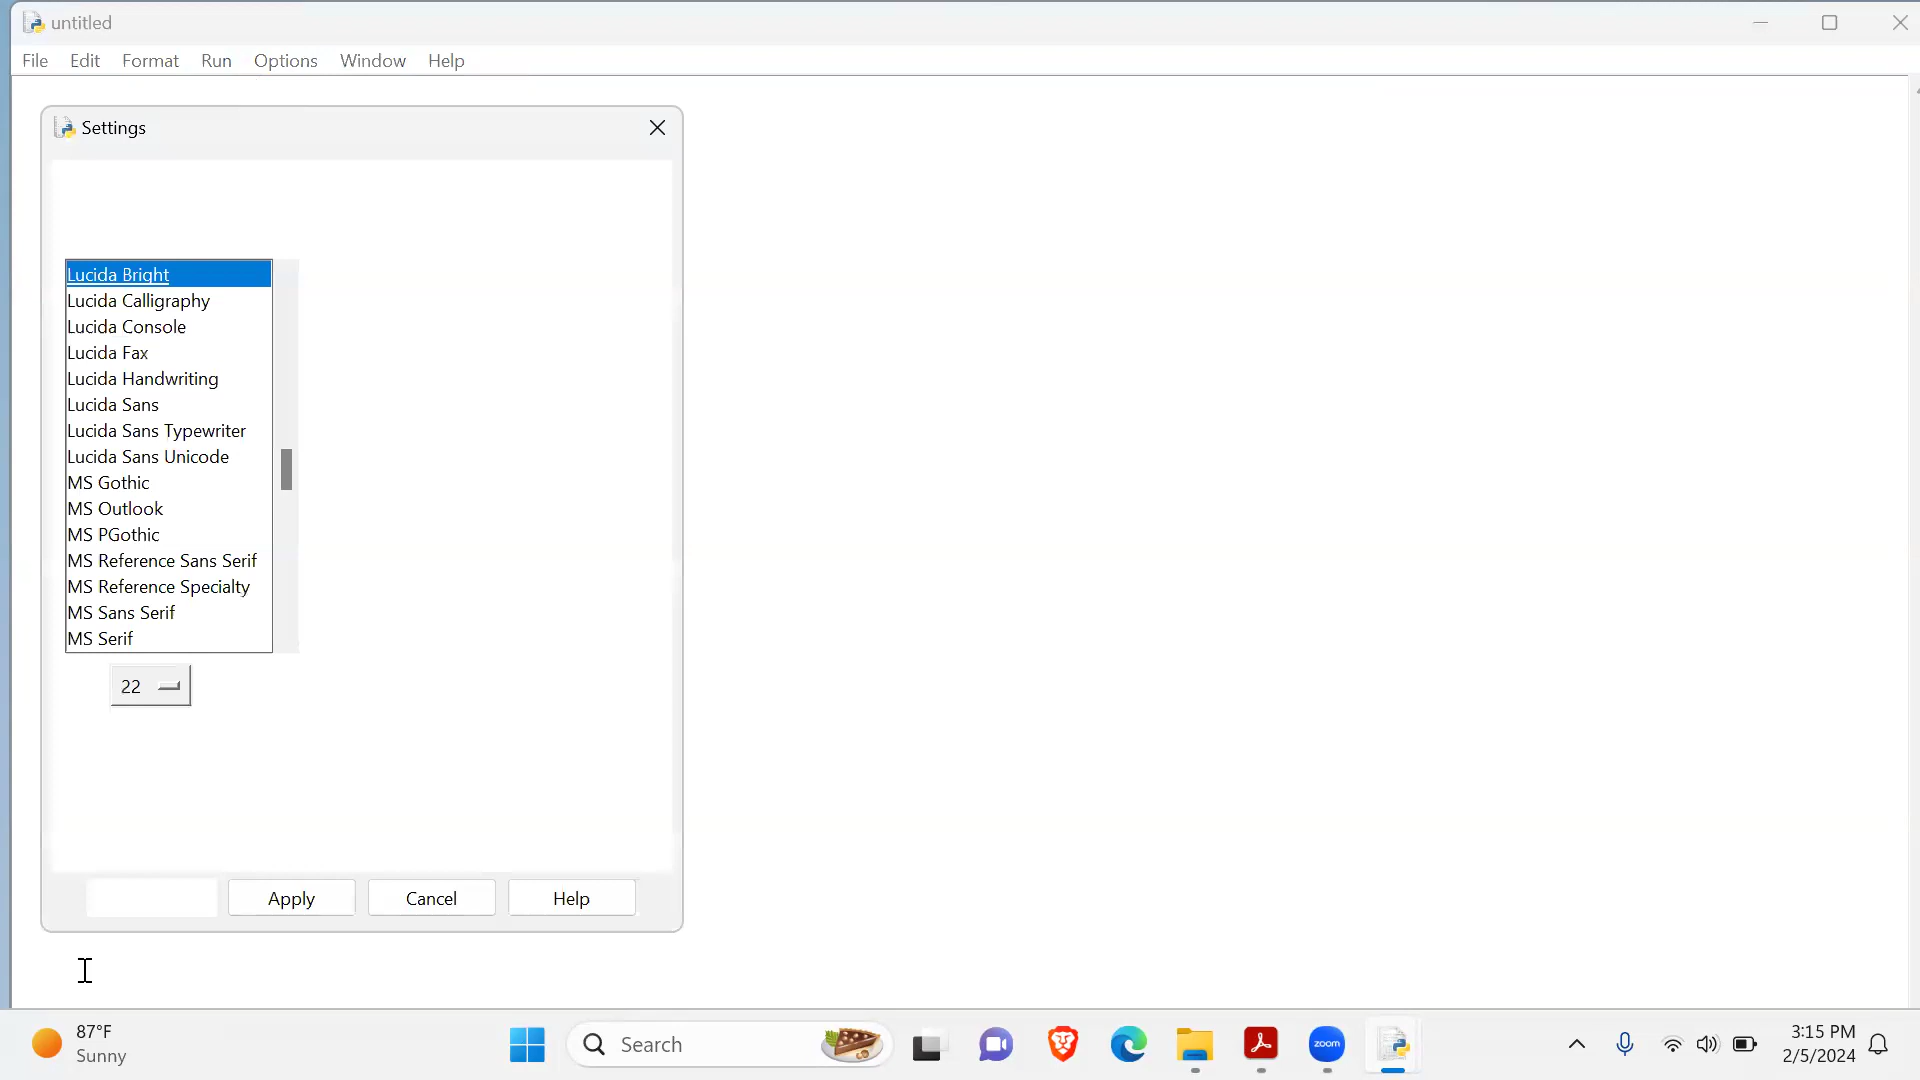 untitled
File Edit Format Run Options Window Help
Settings
Lucida Bright
Lucida Calligraphy
Lucida Console
Lucida Fax
Lucida Handwriting
Lucida Sans
Lucida Sans Typewriter
Lucida Sans Unicode
MS Gothic
MS Outlook
MS PGothic
MS Reference Sans Serif
MS Reference Specialty
MS Sans Serif
MS Serif
22
Apply Cancel Help
87°F
Sunny
Search
zoom
3:15 PM
2/5/2024